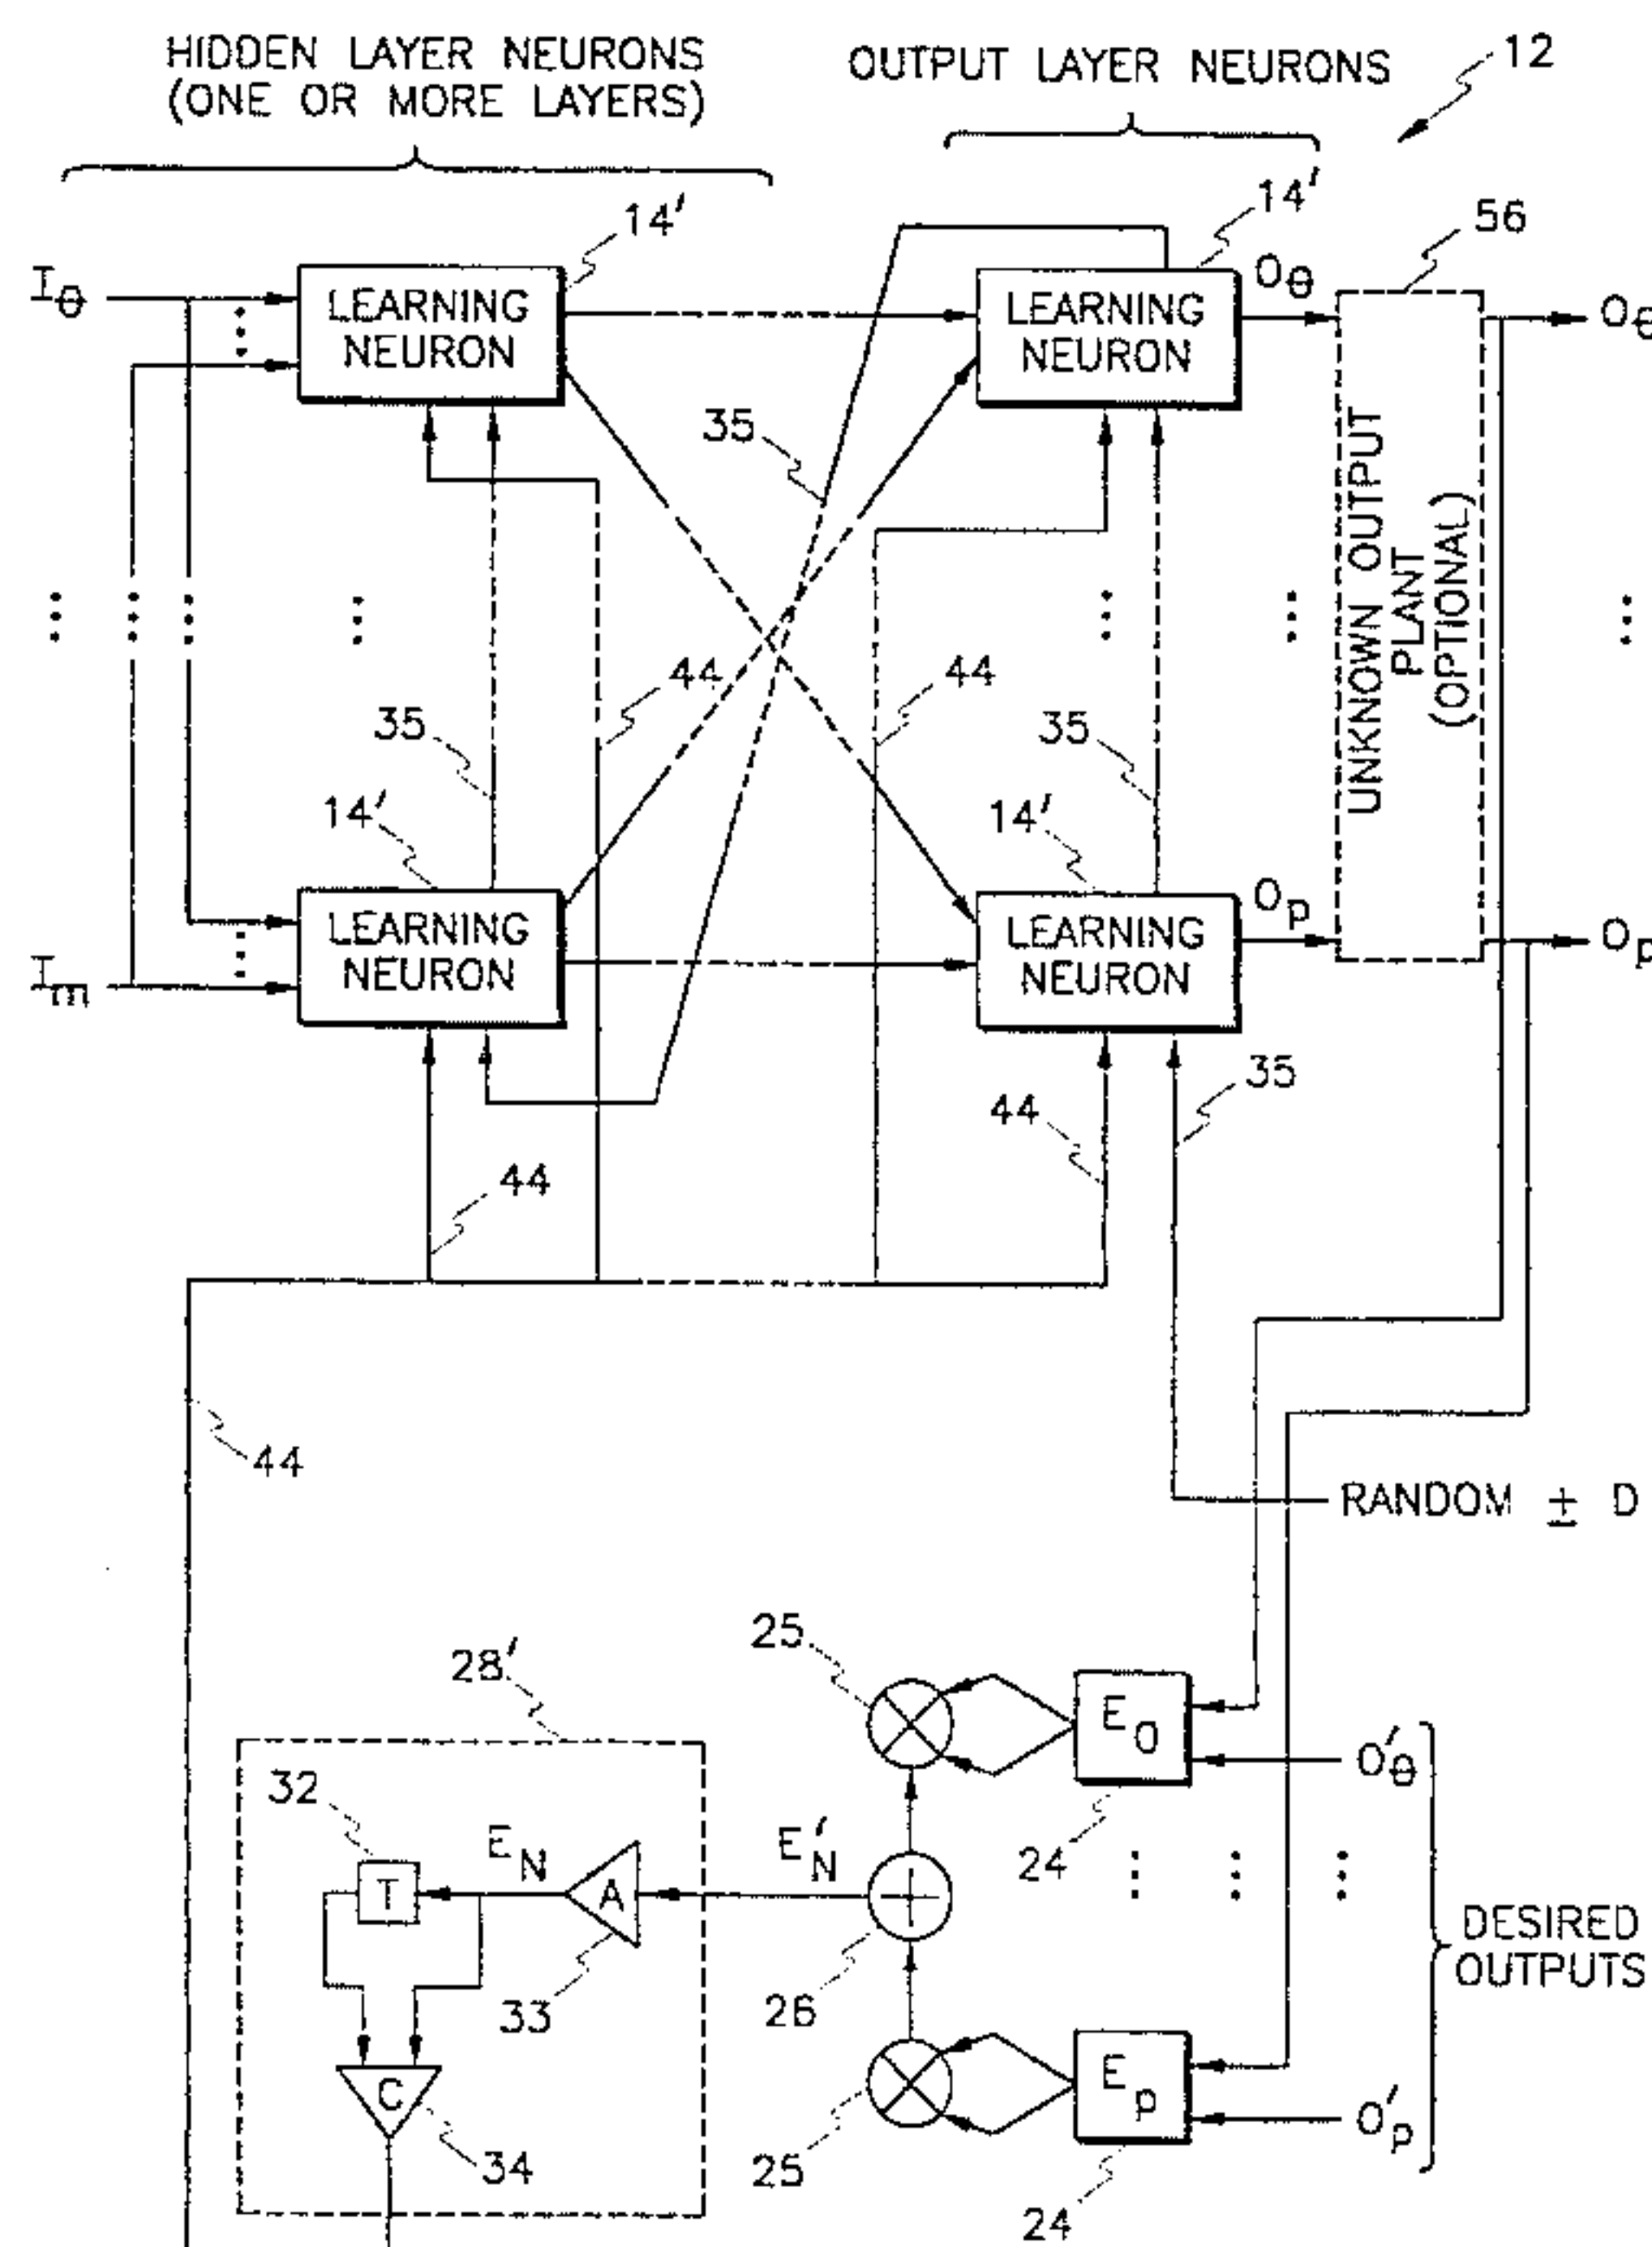 HIDDEN LAYER NEURONS
(ONE OR MORE LAYERS)
OUTPUT LAYER NEURONS
12
14′
14′
56
I₀
LEARNING
NEURON
LEARNING
NEURON
O₀
O₀
35
UNKNOWN OUTPUT
PLANT
(OPTIONAL)
44
44
35
35
14′
14′
LEARNING
NEURON
LEARNING
NEURON
Oₚ
Oₚ
Iₘ
35
44
44
44
RANDOM ± D
25
28′
E₀
O′₀
32
E_N
E′_N
24
T
A
DESIRED
OUTPUTS
33
26
C
Eₚ
O′ₚ
34
25
24